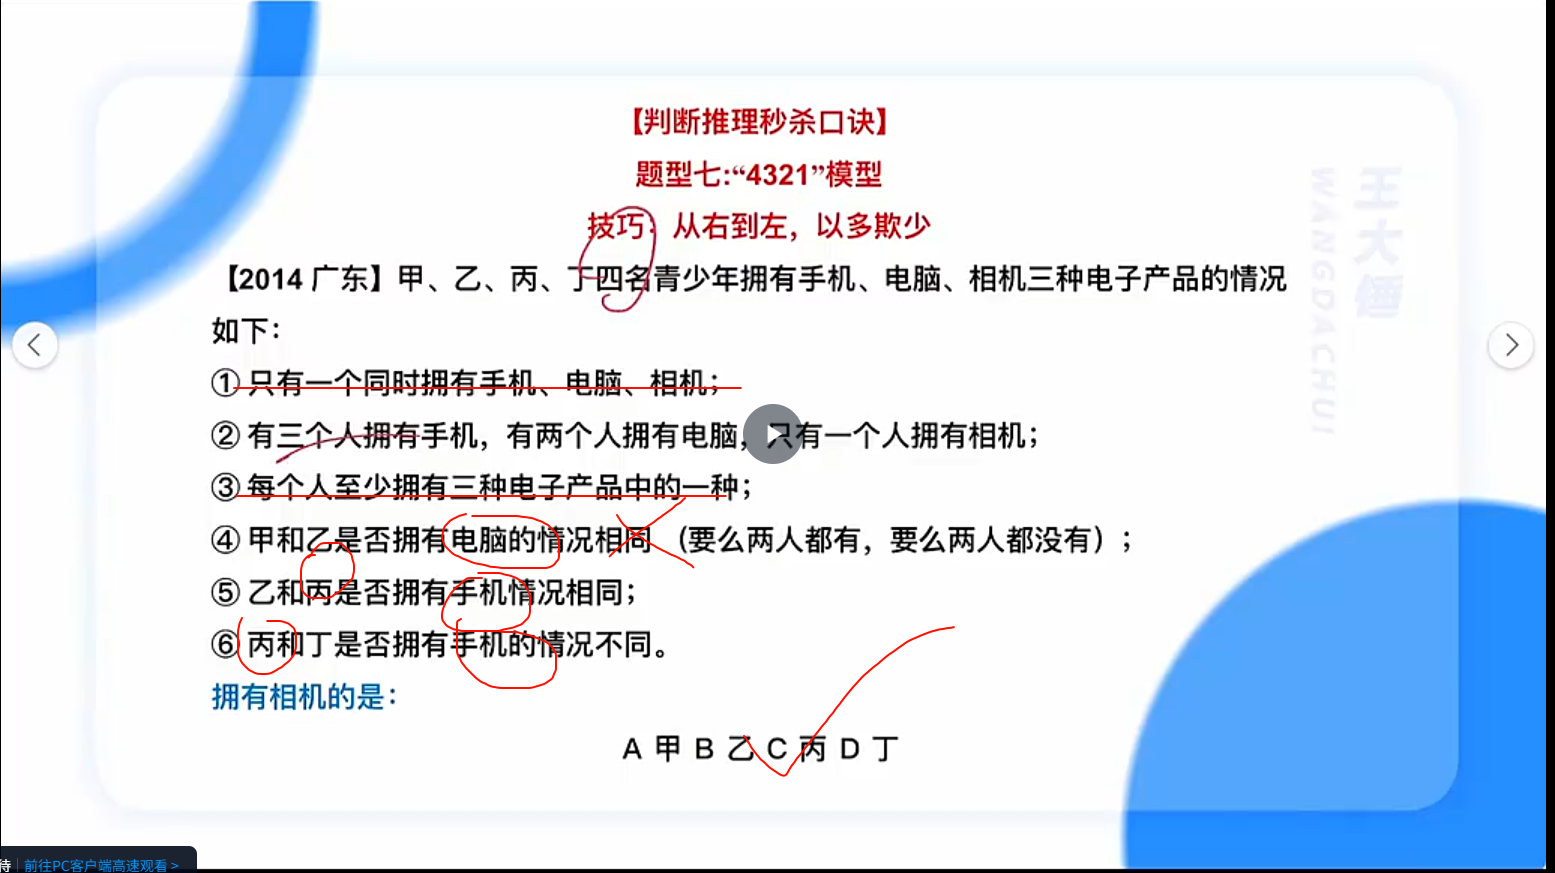 【判断推理秒杀口诀】
题型七:“4321”模型
技巧：从右到左，以多欺少
【2014 广东】甲、乙、丙、丁四名青少年拥有手机、电脑、相机三种电子产品的情况
如下：
① 只有一个同时拥有手机、电脑、相机；
② 有三个人拥有手机，有两个人拥有电脑，只有一个人拥有相机；
③ 每个人至少拥有三种电子产品中的一种；
④ 甲和乙是否拥有电脑的情况相同 （要么两人都有，要么两人都没有）；
⑤ 乙和丙是否拥有手机情况相同；
⑥ 丙和丁是否拥有手机的情况不同。
拥有相机的是：
A 甲 B 乙 C 丙 D 丁
王大锤
WANGDACHUI
待 前往PC客户端高速观看 >